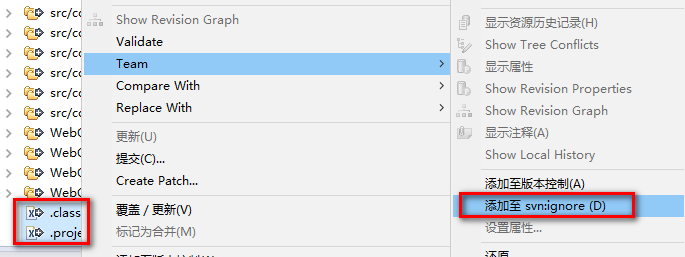 src/co
src/co
src/co
src/co
src/co
src/co
WebC
WebC
WebC
.class
.proje
Show Revision Graph
Validate
Team
Compare With
Replace With
更新(U)
提交(C)...
Create Patch...
覆盖 / 更新(V)
标记为合并(M)
显示资源历史记录(H)
Show Tree Conflicts
显示属性
Show Revision Properties
Show Revision Graph
显示注释(A)
Show Local History
添加至版本控制(A)
添加至 svn:ignore (D)
设置属性...
还原